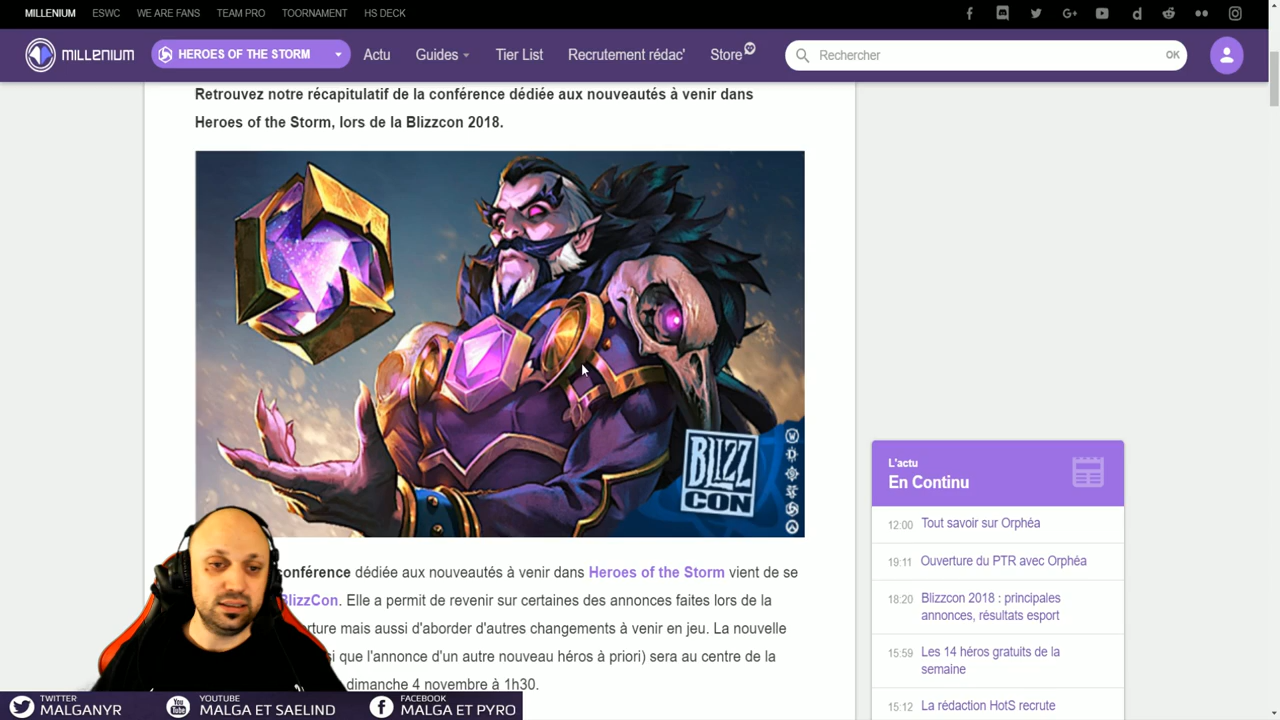 MILLENIUM ESWC WE ARE FANS TEAM PRO TOORNAMENT HS DECK
MILLENIUM HEROES OF THE STORM Actu Guides Tier List Recrutement rédac' Store Rechercher OK
Retrouvez notre récapitulatif de la conférence dédiée aux nouveautés à venir dans
Heroes of the Storm, lors de la Blizzcon 2018.
BLIZZ
CON
conférence dédiée aux nouveautés à venir dans Heroes of the Storm vient de se
BlizzCon. Elle a permit de revenir sur certaines des annonces faites lors de la
rture mais aussi d'aborder d'autres changements à venir en jeu. La nouvelle
si que l'annonce d'un autre nouveau héros à priori) sera au centre de la
dimanche 4 novembre à 1h30.
L'actu
En Continu
12:00 Tout savoir sur Orphéa
19:11 Ouverture du PTR avec Orphéa
18:20 Blizzcon 2018 : principales
annonces, résultats esport
15:59 Les 14 héros gratuits de la
semaine
15:12 La rédaction HotS recrute
TWITTER
MALGANYR
YOUTUBE
MALGA ET SAELIND
FACEBOOK
MALGA ET PYRO